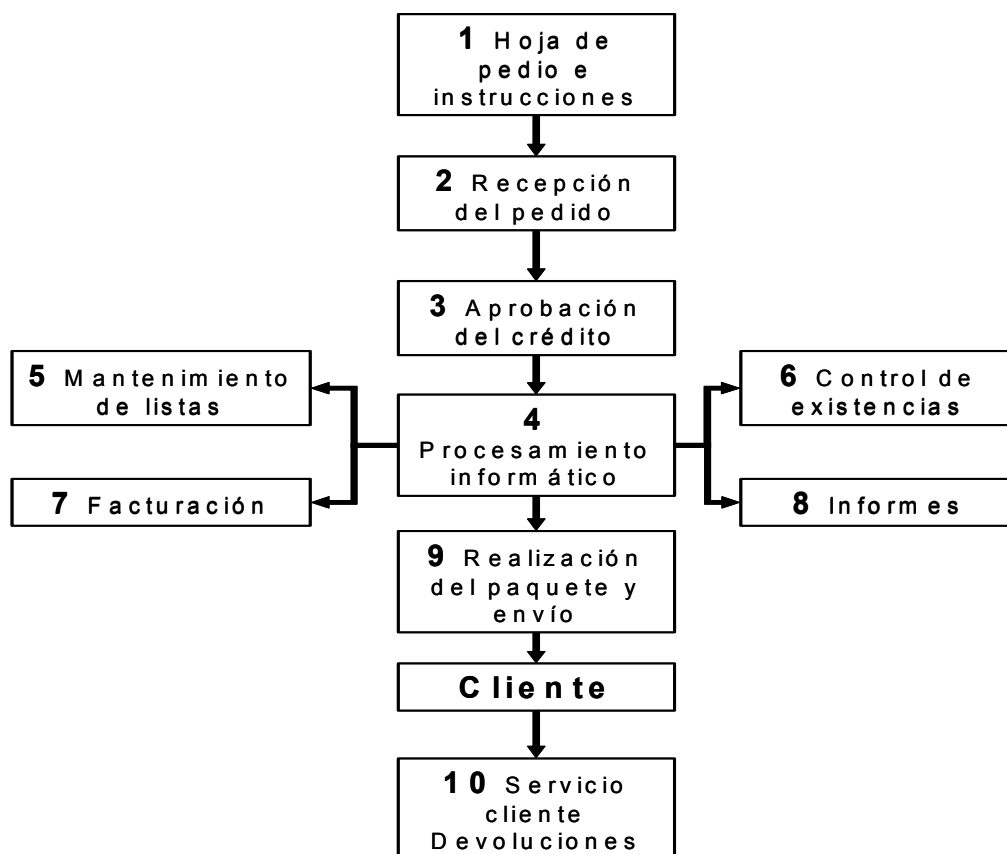 1 Hoja de
pedio e
instrucciones
2 Recepción
del pedido
3 Aprobación
del crédito
5 Mantenimiento
de listas
6 Control de
existencias
4
Procesamiento
informático
7 Facturación
8 Informes
9 Realización
del paquete y
envío
Cliente
10 Servicio
cliente
Devoluciones